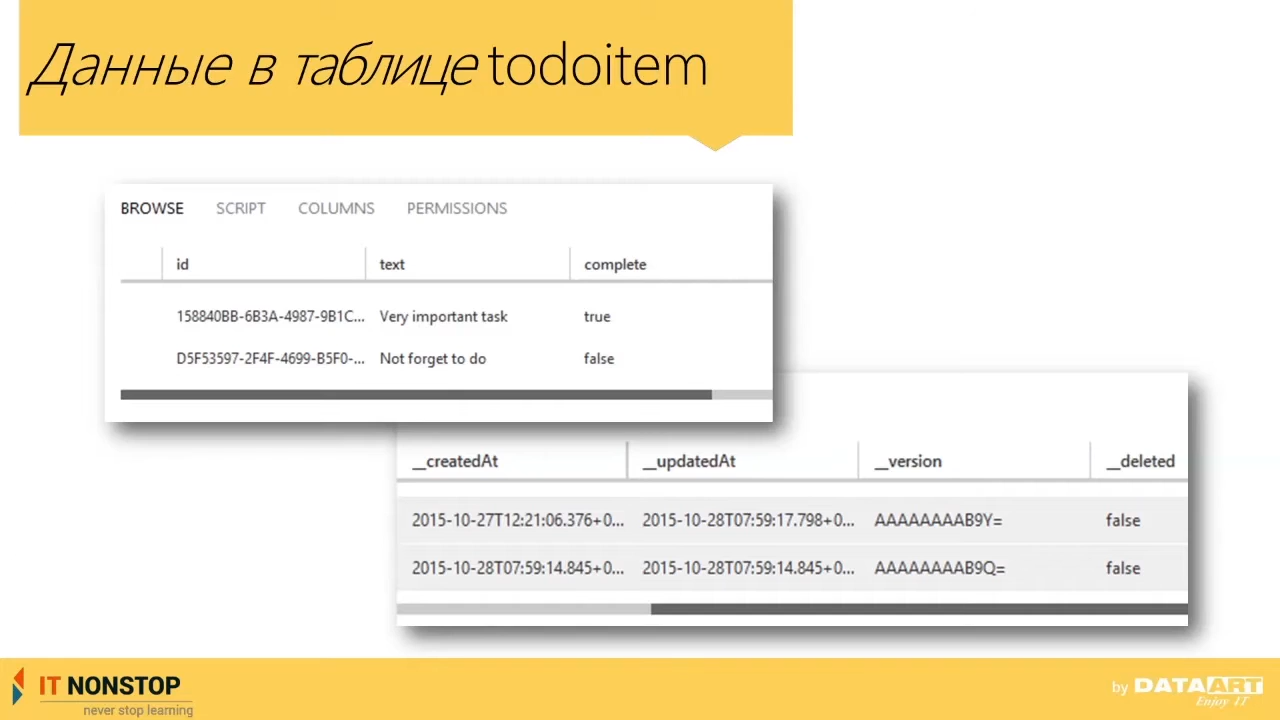 Данные в таблице todoitem
BROWSE SCRIPT COLUMNS PERMISSIONS
id text complete
158840BB-6B3A-4987-9B1C... Very important task true
D5F53597-2F4F-4699-B5F0-... Not forget to do false
__createdAt __updatedAt __version __deleted
2015-10-27T12:21:06.376+0... 2015-10-28T07:59:17.798+0... AAAAAAAAB9Y= false
2015-10-28T07:59:14.845+0... 2015-10-28T07:59:14.845+0... AAAAAAAAB9Q= false
IT NONSTOP
never stop learning
by DATAART
Enjoy IT